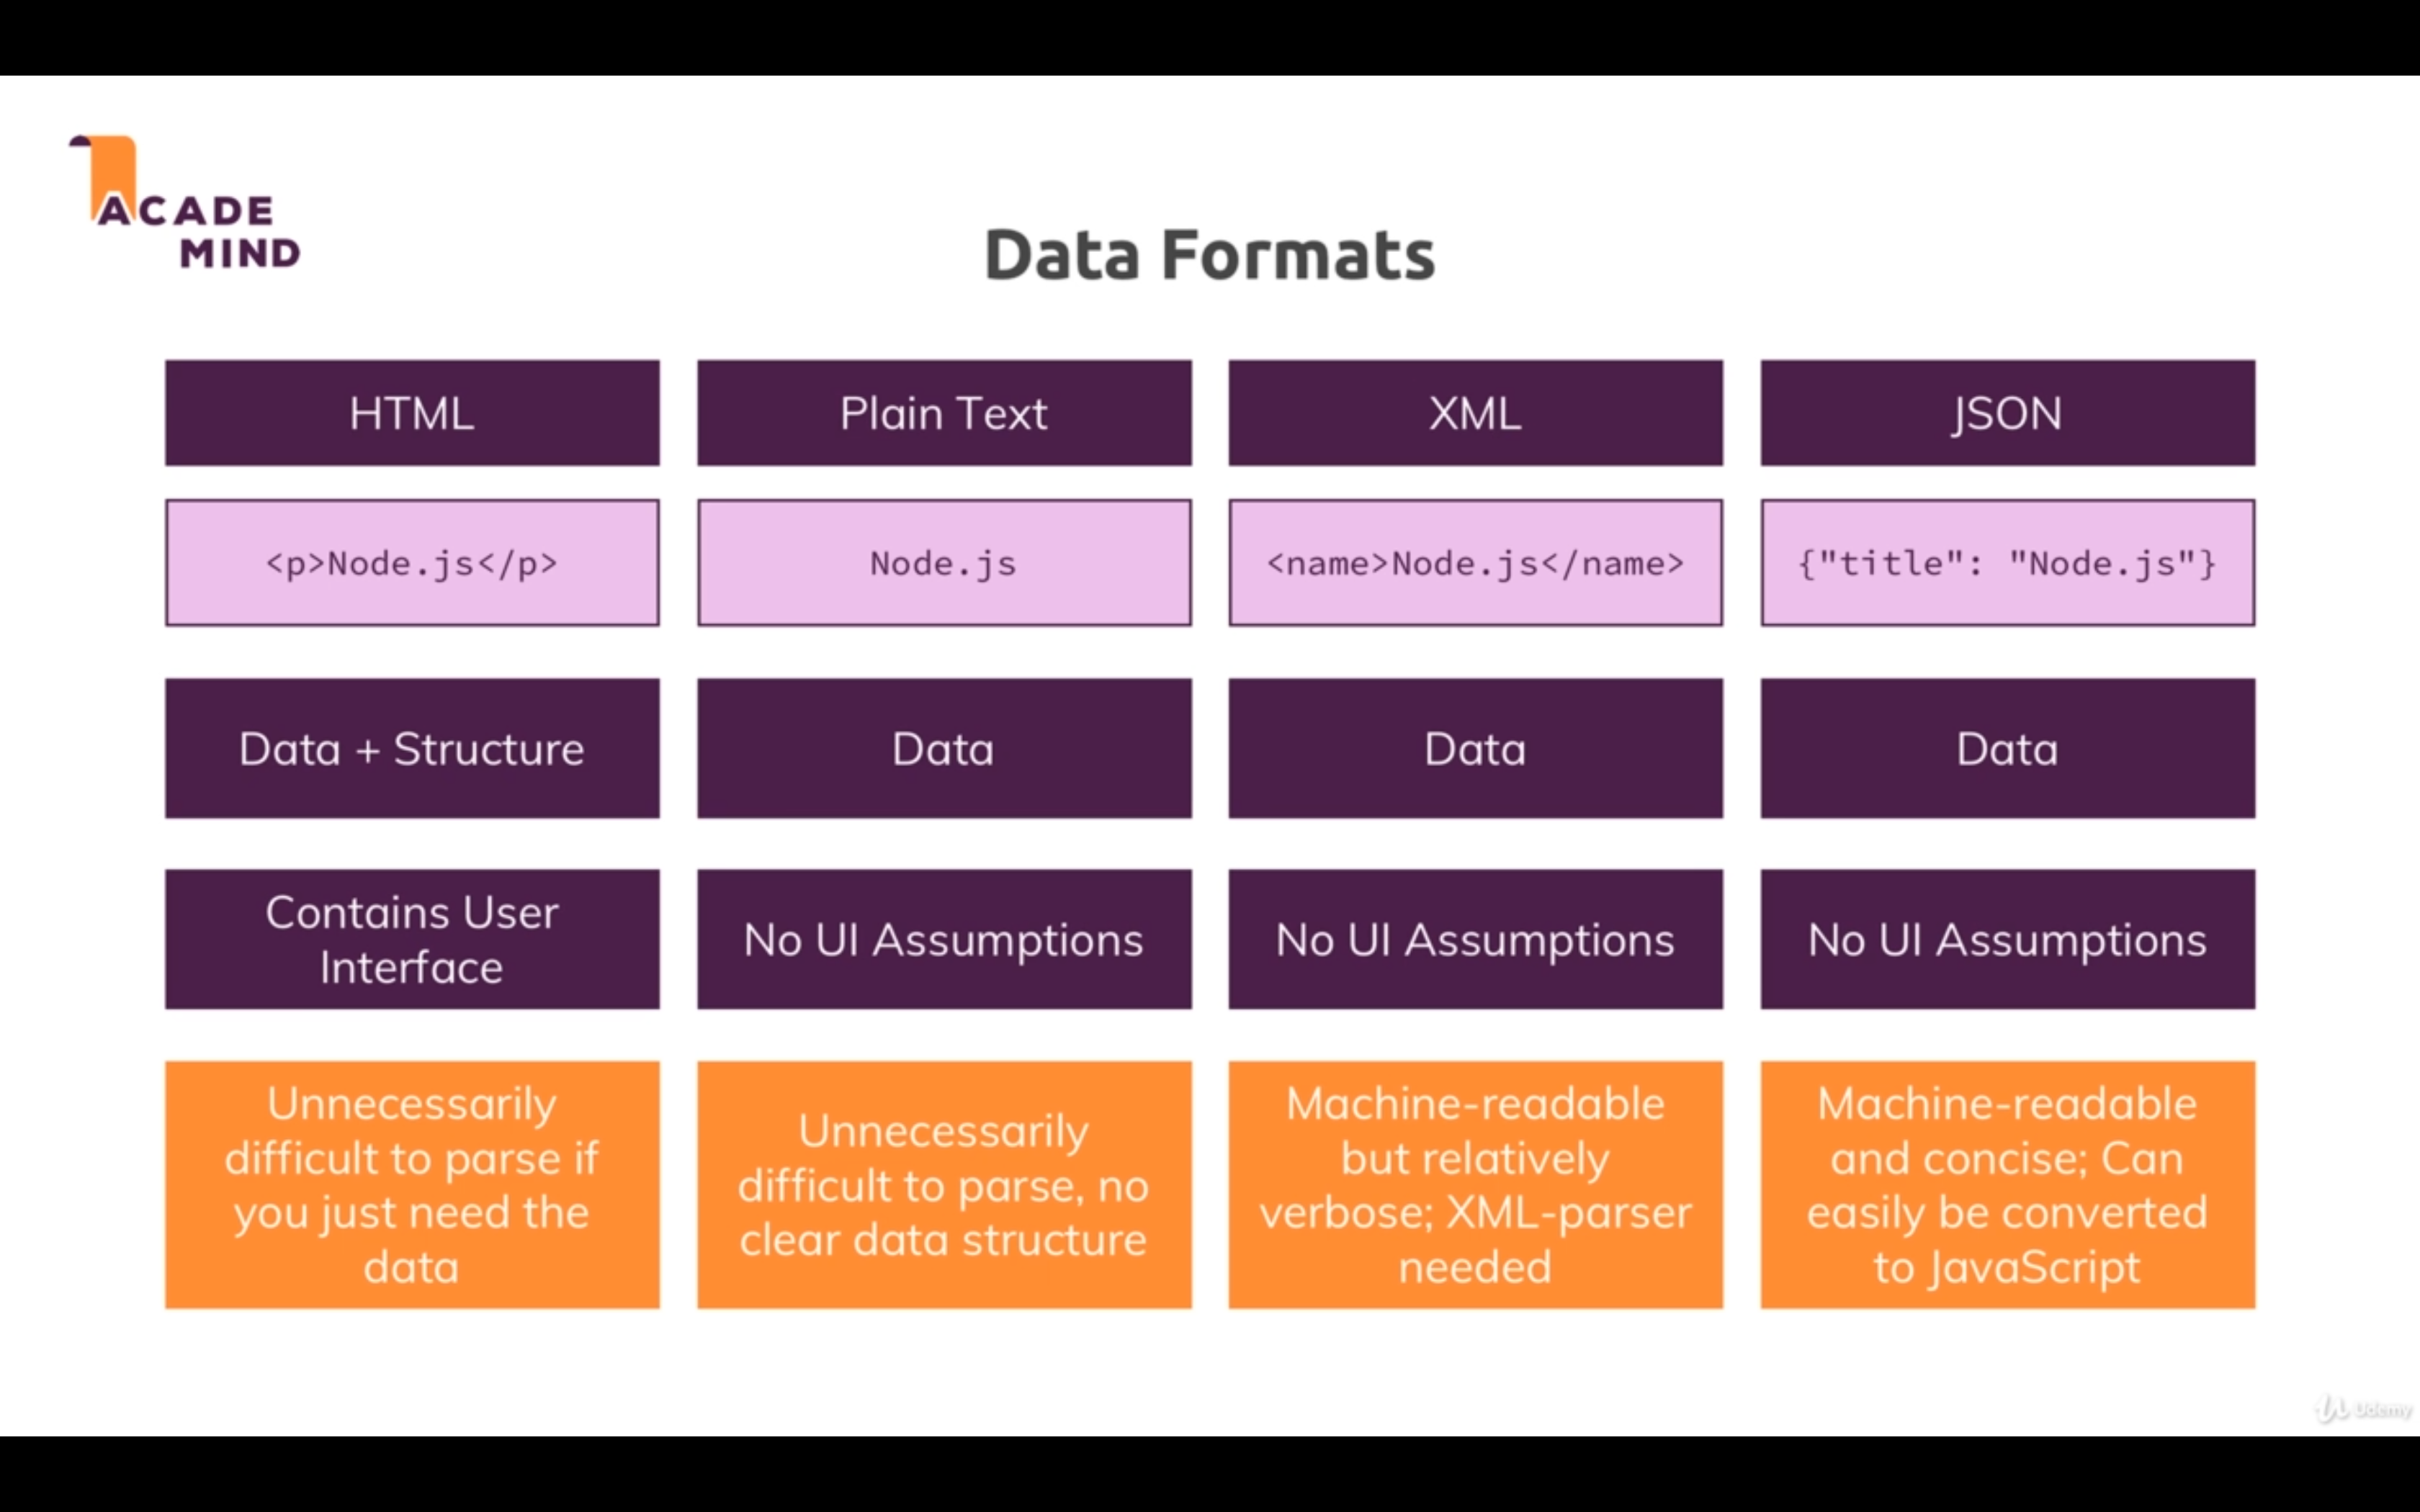 ACADE
MIND
Data Formats
HTML
Plain Text
XML
JSON
<p>Node.js</p>
Node.js
<name>Node.js</name>
{"title": "Node.js"}
Data + Structure
Data
Data
Data
Contains User
Interface
No UI Assumptions
No UI Assumptions
No UI Assumptions
Unnecessarily
difficult to parse if
you just need the
data
Unnecessarily
difficult to parse, no
clear data structure
Machine-readable
but relatively
verbose; XML-parser
needed
Machine-readable
and concise; Can
easily be converted
to JavaScript
Udemy